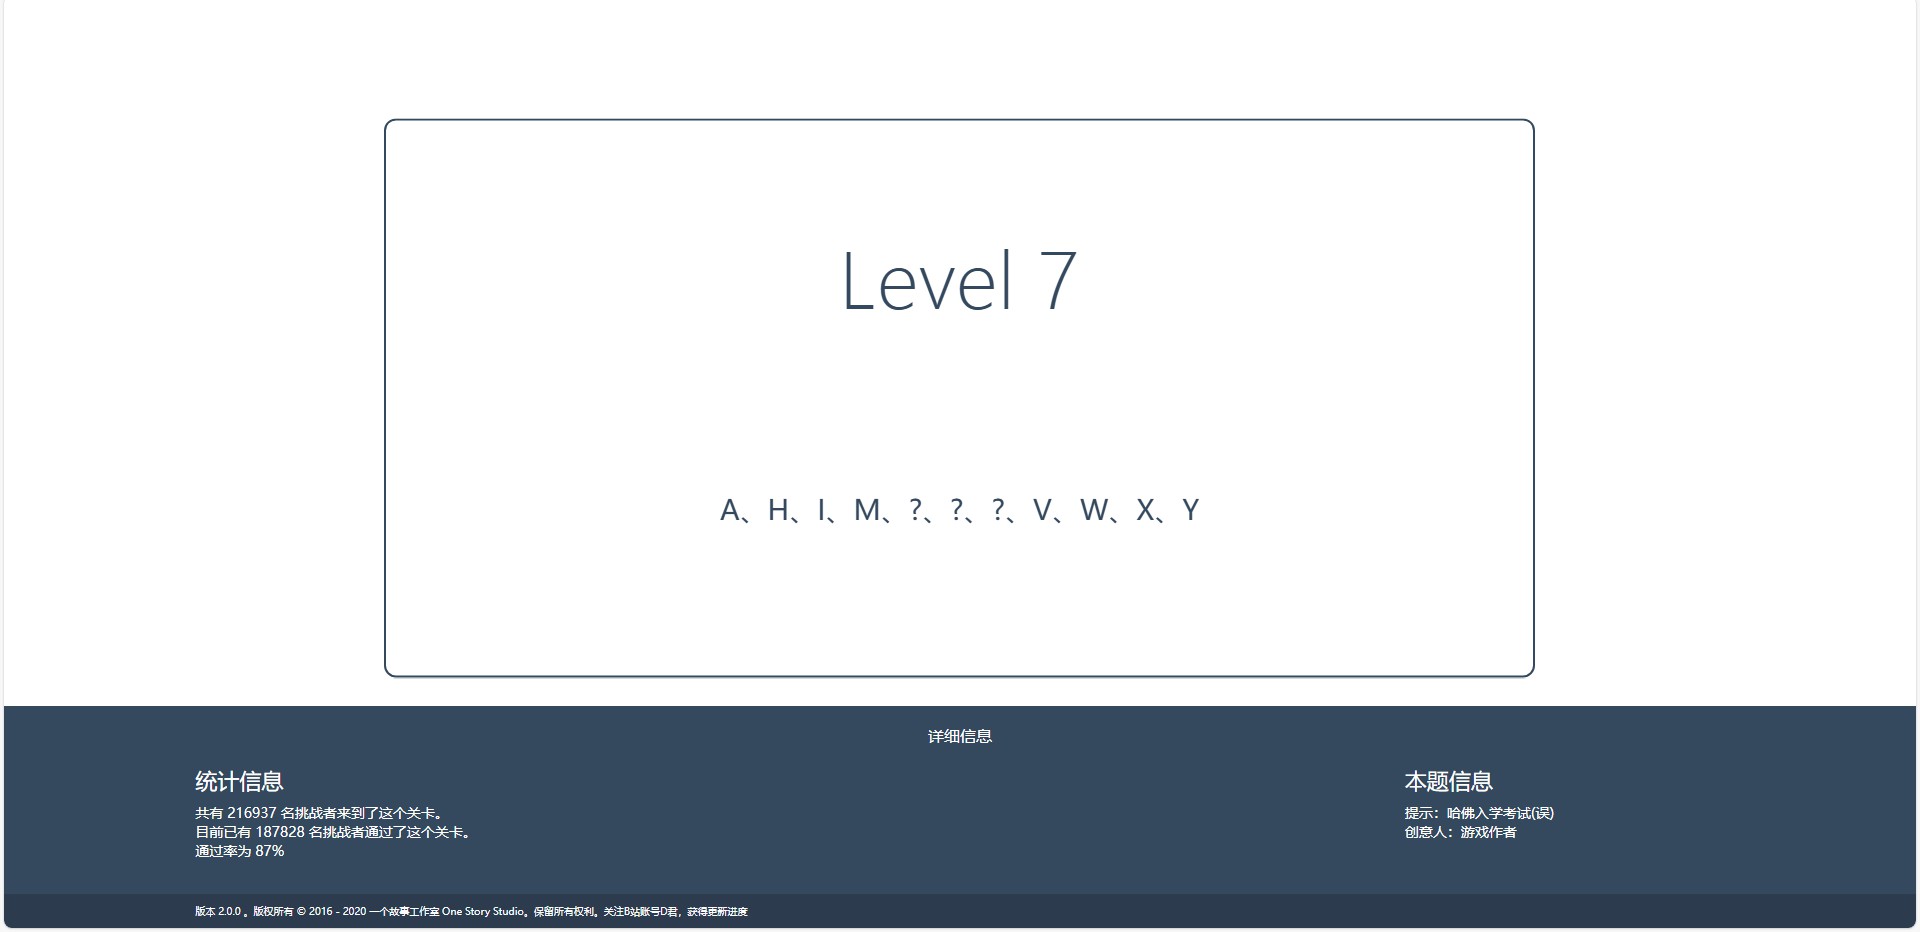 Level 7
A、H、I、M、?、?、?、V、W、X、Y
详细信息
统计信息
共有 216937 名挑战者来到了这个关卡。
目前已有 187828 名挑战者通过了这个关卡。
通过率为 87%
本题信息
提示：哈佛入学考试(误)
创意人：游戏作者
版本 2.0.0 。版权所有 © 2016 - 2020 一个故事工作室 One Story Studio。保留所有权利。关注B站账号D君，获得更新进度